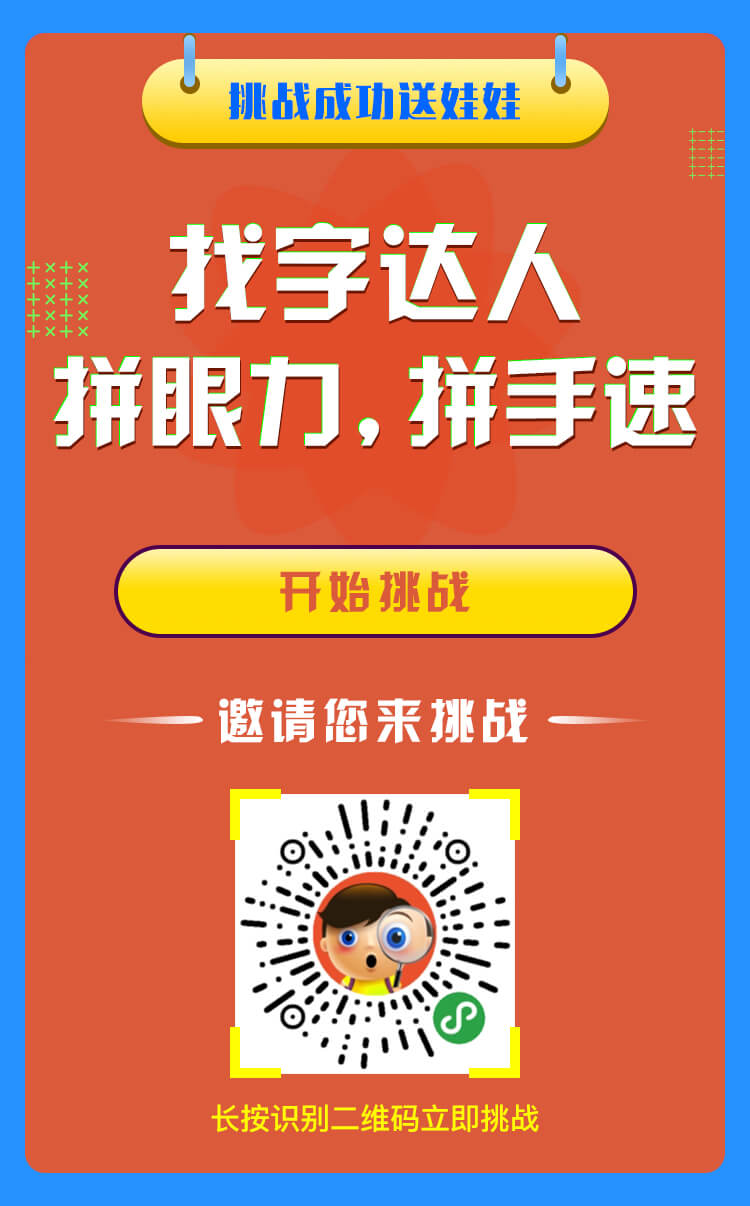 挑战成功送娃娃
找字达人
拼眼力，拼手速
开始挑战
邀请您来挑战
长按识别二维码立即挑战